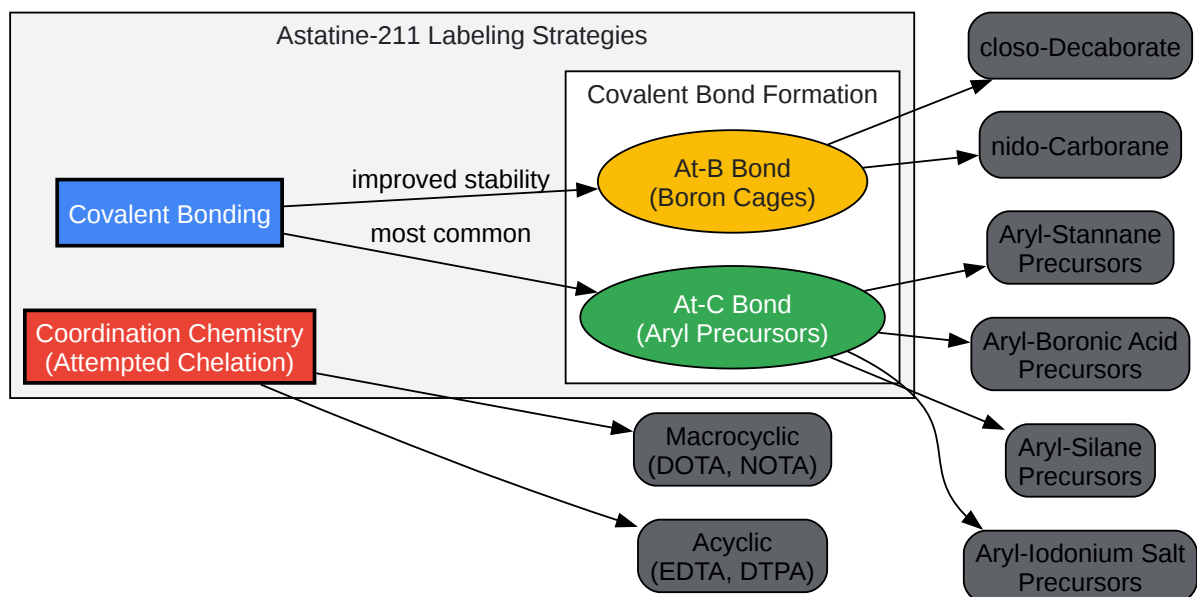 Astatine-211 Labeling Strategies
Covalent Bond Formation
closo-Decaborate
nido-Carborane
At-B Bond
(Boron Cages)
improved stability
Covalent Bonding
most common
Aryl-Stannane
Precursors
At-C Bond
(Aryl Precursors)
Coordination Chemistry
(Attempted Chelation)
Aryl-Boronic Acid
Precursors
Macrocyclic
(DOTA, NOTA)
Aryl-Silane
Precursors
Acyclic
(EDTA, DTPA)
Aryl-Iodonium Salt
Precursors